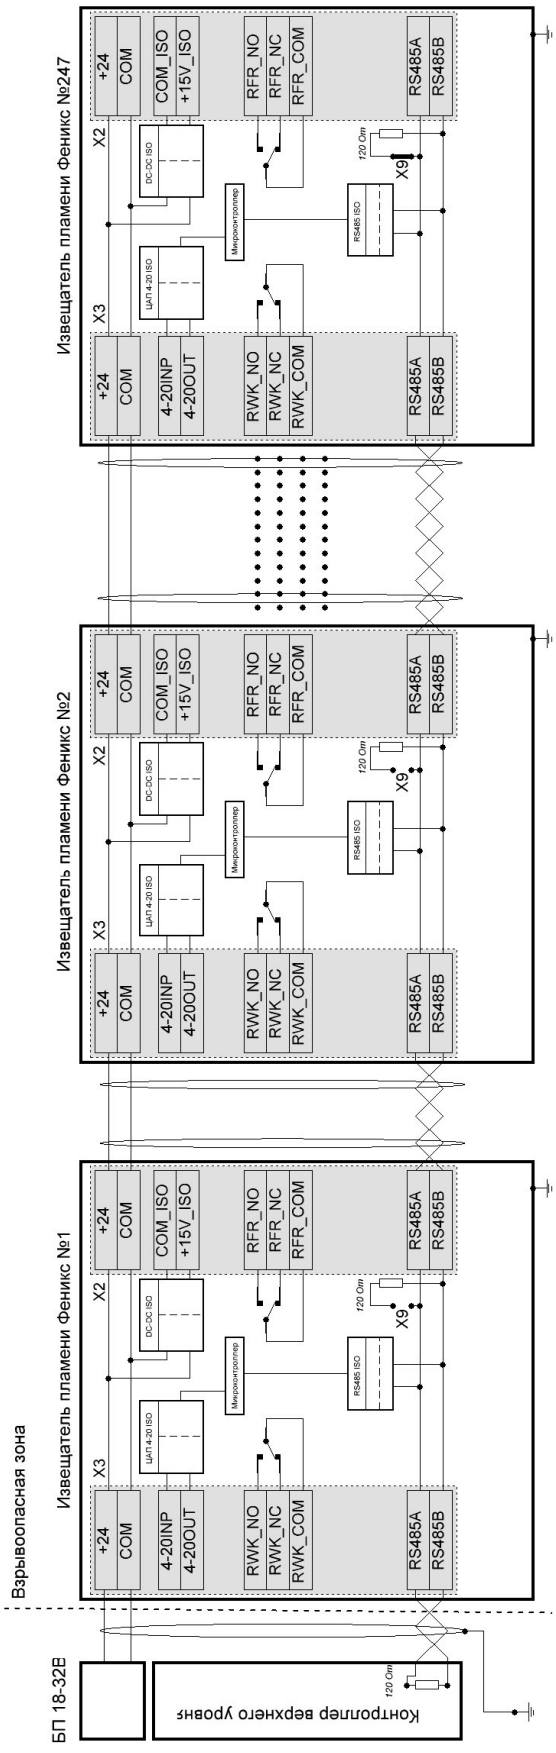 Взрывоопасная зона
БП 18-32В
Контроллер верхнего уровня
120 Om
Извещатель пламени Феникс №1
X3
X2
+24
COM
4-20INP
4-20OUT
RWK_NO
RWK_NC
RWK_COM
RS485A
RS485B
ЦАП 4-20 ISO
DC-DC ISO
Микроконтроллер
RS485 ISO
+24
COM
COM_ISO
+15V_ISO
RFR_NO
RFR_NC
RFR_COM
120 Om
X9
RS485A
RS485B
Извещатель пламени Феникс №2
X3
X2
+24
COM
4-20INP
4-20OUT
RWK_NO
RWK_NC
RWK_COM
RS485A
RS485B
ЦАП 4-20 ISO
DC-DC ISO
Микроконтроллер
RS485 ISO
+24
COM
COM_ISO
+15V_ISO
RFR_NO
RFR_NC
RFR_COM
120 Om
X9
RS485A
RS485B
Извещатель пламени Феникс №247
X3
X2
+24
COM
4-20INP
4-20OUT
RWK_NO
RWK_NC
RWK_COM
RS485A
RS485B
ЦАП 4-20 ISO
DC-DC ISO
Микроконтроллер
RS485 ISO
+24
COM
COM_ISO
+15V_ISO
RFR_NO
RFR_NC
RFR_COM
120 Om
X9
RS485A
RS485B